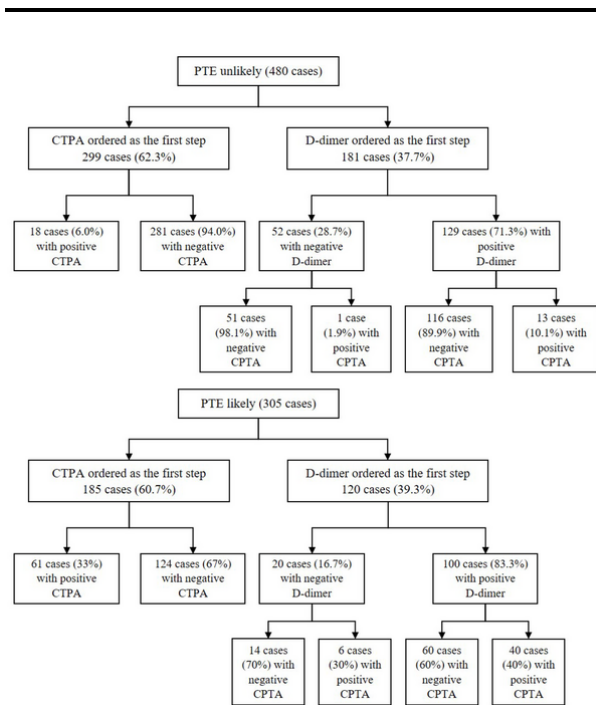 PTE unlikely (480 cases)
CTPA ordered as the first step
299 cases (62.3%)
D-dimer ordered as the first step
181 cases (37.7%)
18 cases (6.0%)
with positive
CTPA
281 cases (94.0%)
with negative
CTPA
52 cases (28.7%)
with negative
D-dimer
129 cases (71.3%) with
positive
D-dimer
51 cases
(98.1%) with
negative
CPTA
1 case
(1.9%) with
positive
CPTA
116 cases
(89.9%) with
negative
CPTA
13 cases
(10.1%) with
positive
CPTA
PTE likely (305 cases)
CTPA ordered as the first step
185 cases (60.7%)
D-dimer ordered as the first step
120 cases (39.3%)
61 cases (33%)
with positive
CTPA
124 cases (67%)
with negative
CTPA
20 cases (16.7%)
with negative
D-dimer
100 cases (83.3%)
with positive
D-dimer
14 cases
(70%) with
negative
CPTA
6 cases
(30%) with
positive
CPTA
60 cases
(60%) with
negative
CPTA
40 cases
(40%) with
positive
CPTA